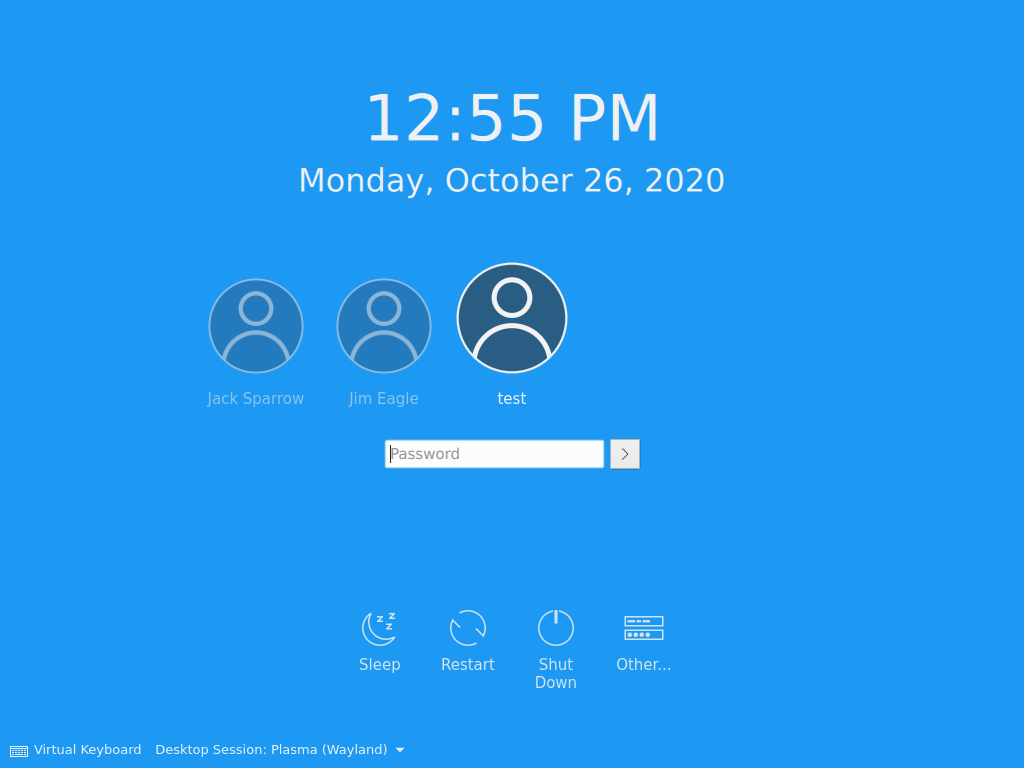 12:55 PM
Monday, October 26, 2020
Jack Sparrow
Jim Eagle
test
Password
Sleep
Restart
Shut
Down
Other...
Virtual Keyboard
Desktop Session: Plasma (Wayland)